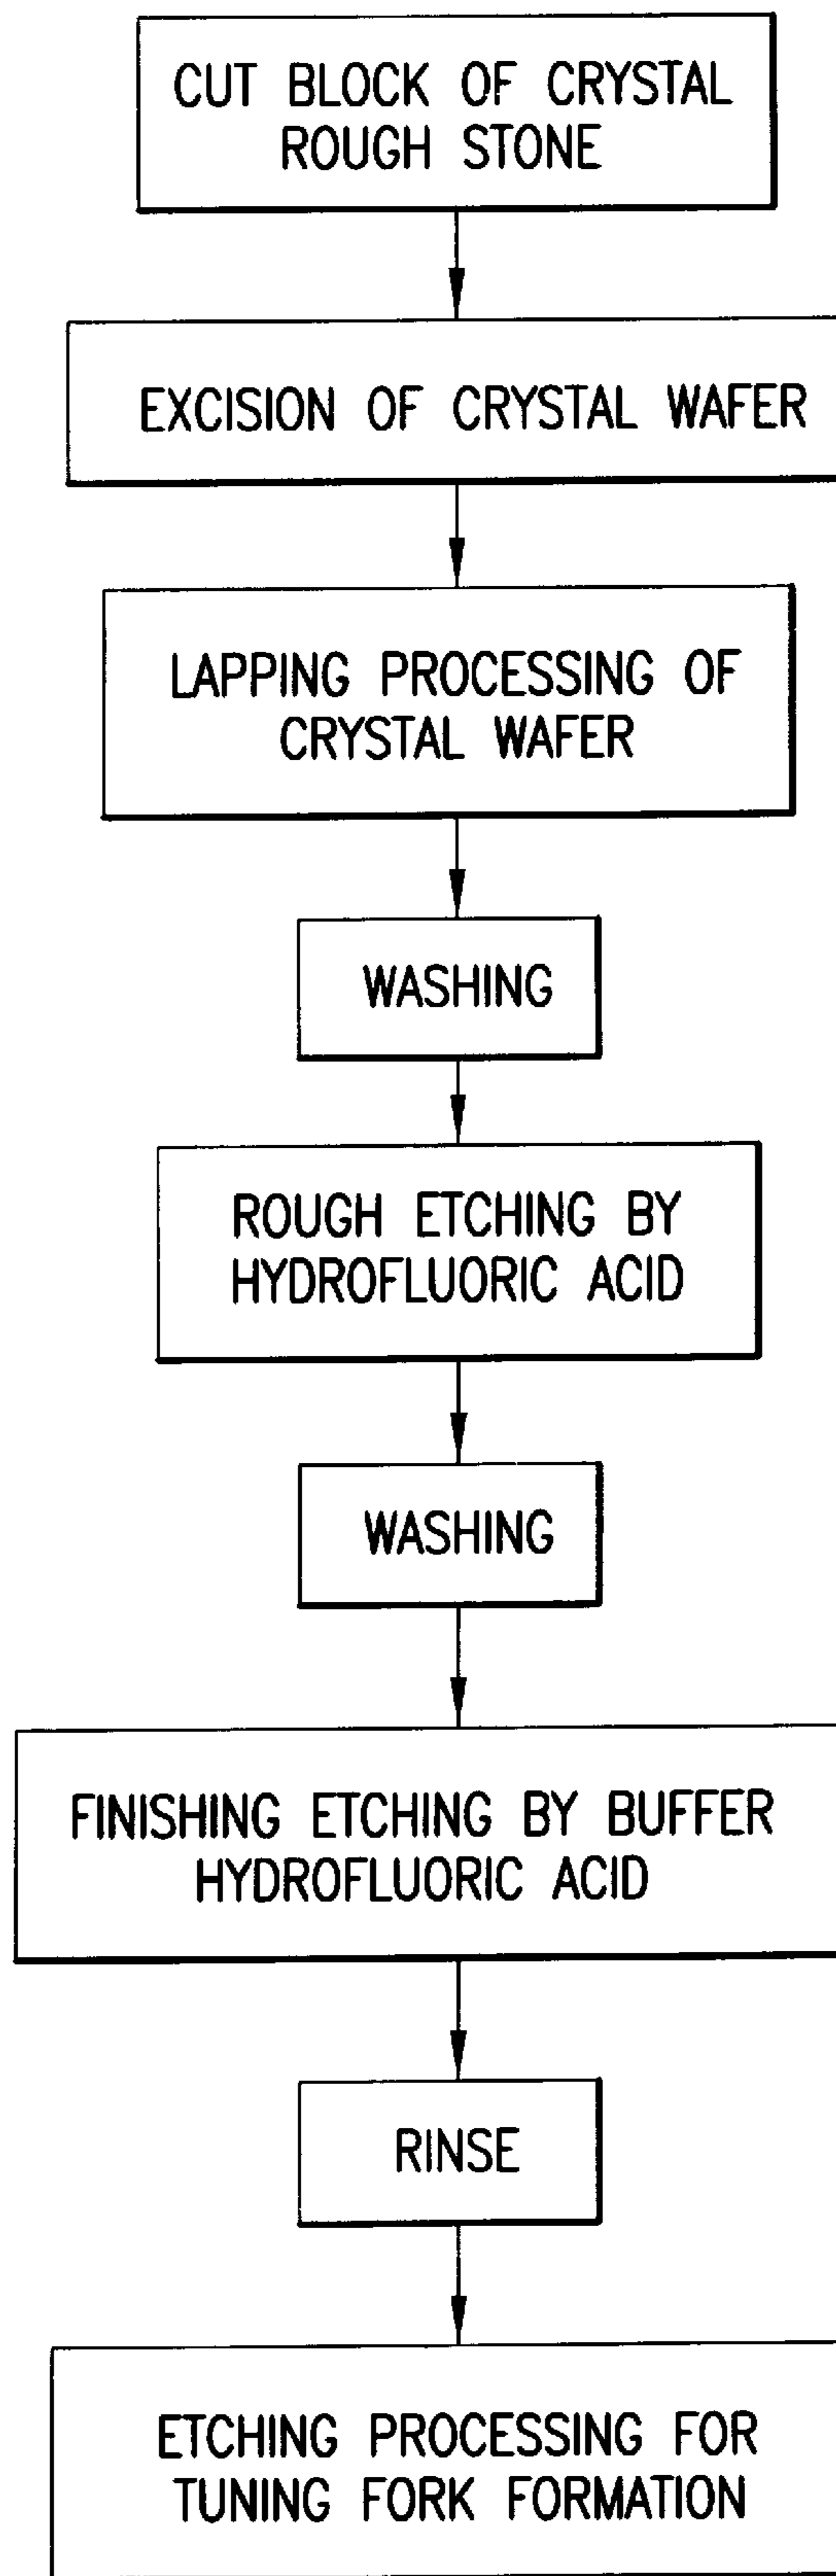 CUT BLOCK OF CRYSTAL
ROUGH STONE
EXCISION OF CRYSTAL WAFER
LAPPING PROCESSING OF
CRYSTAL WAFER
WASHING
ROUGH ETCHING BY
HYDROFLUORIC ACID
WASHING
FINISHING ETCHING BY BUFFER
HYDROFLUORIC ACID
RINSE
ETCHING PROCESSING FOR
TUNING FORK FORMATION